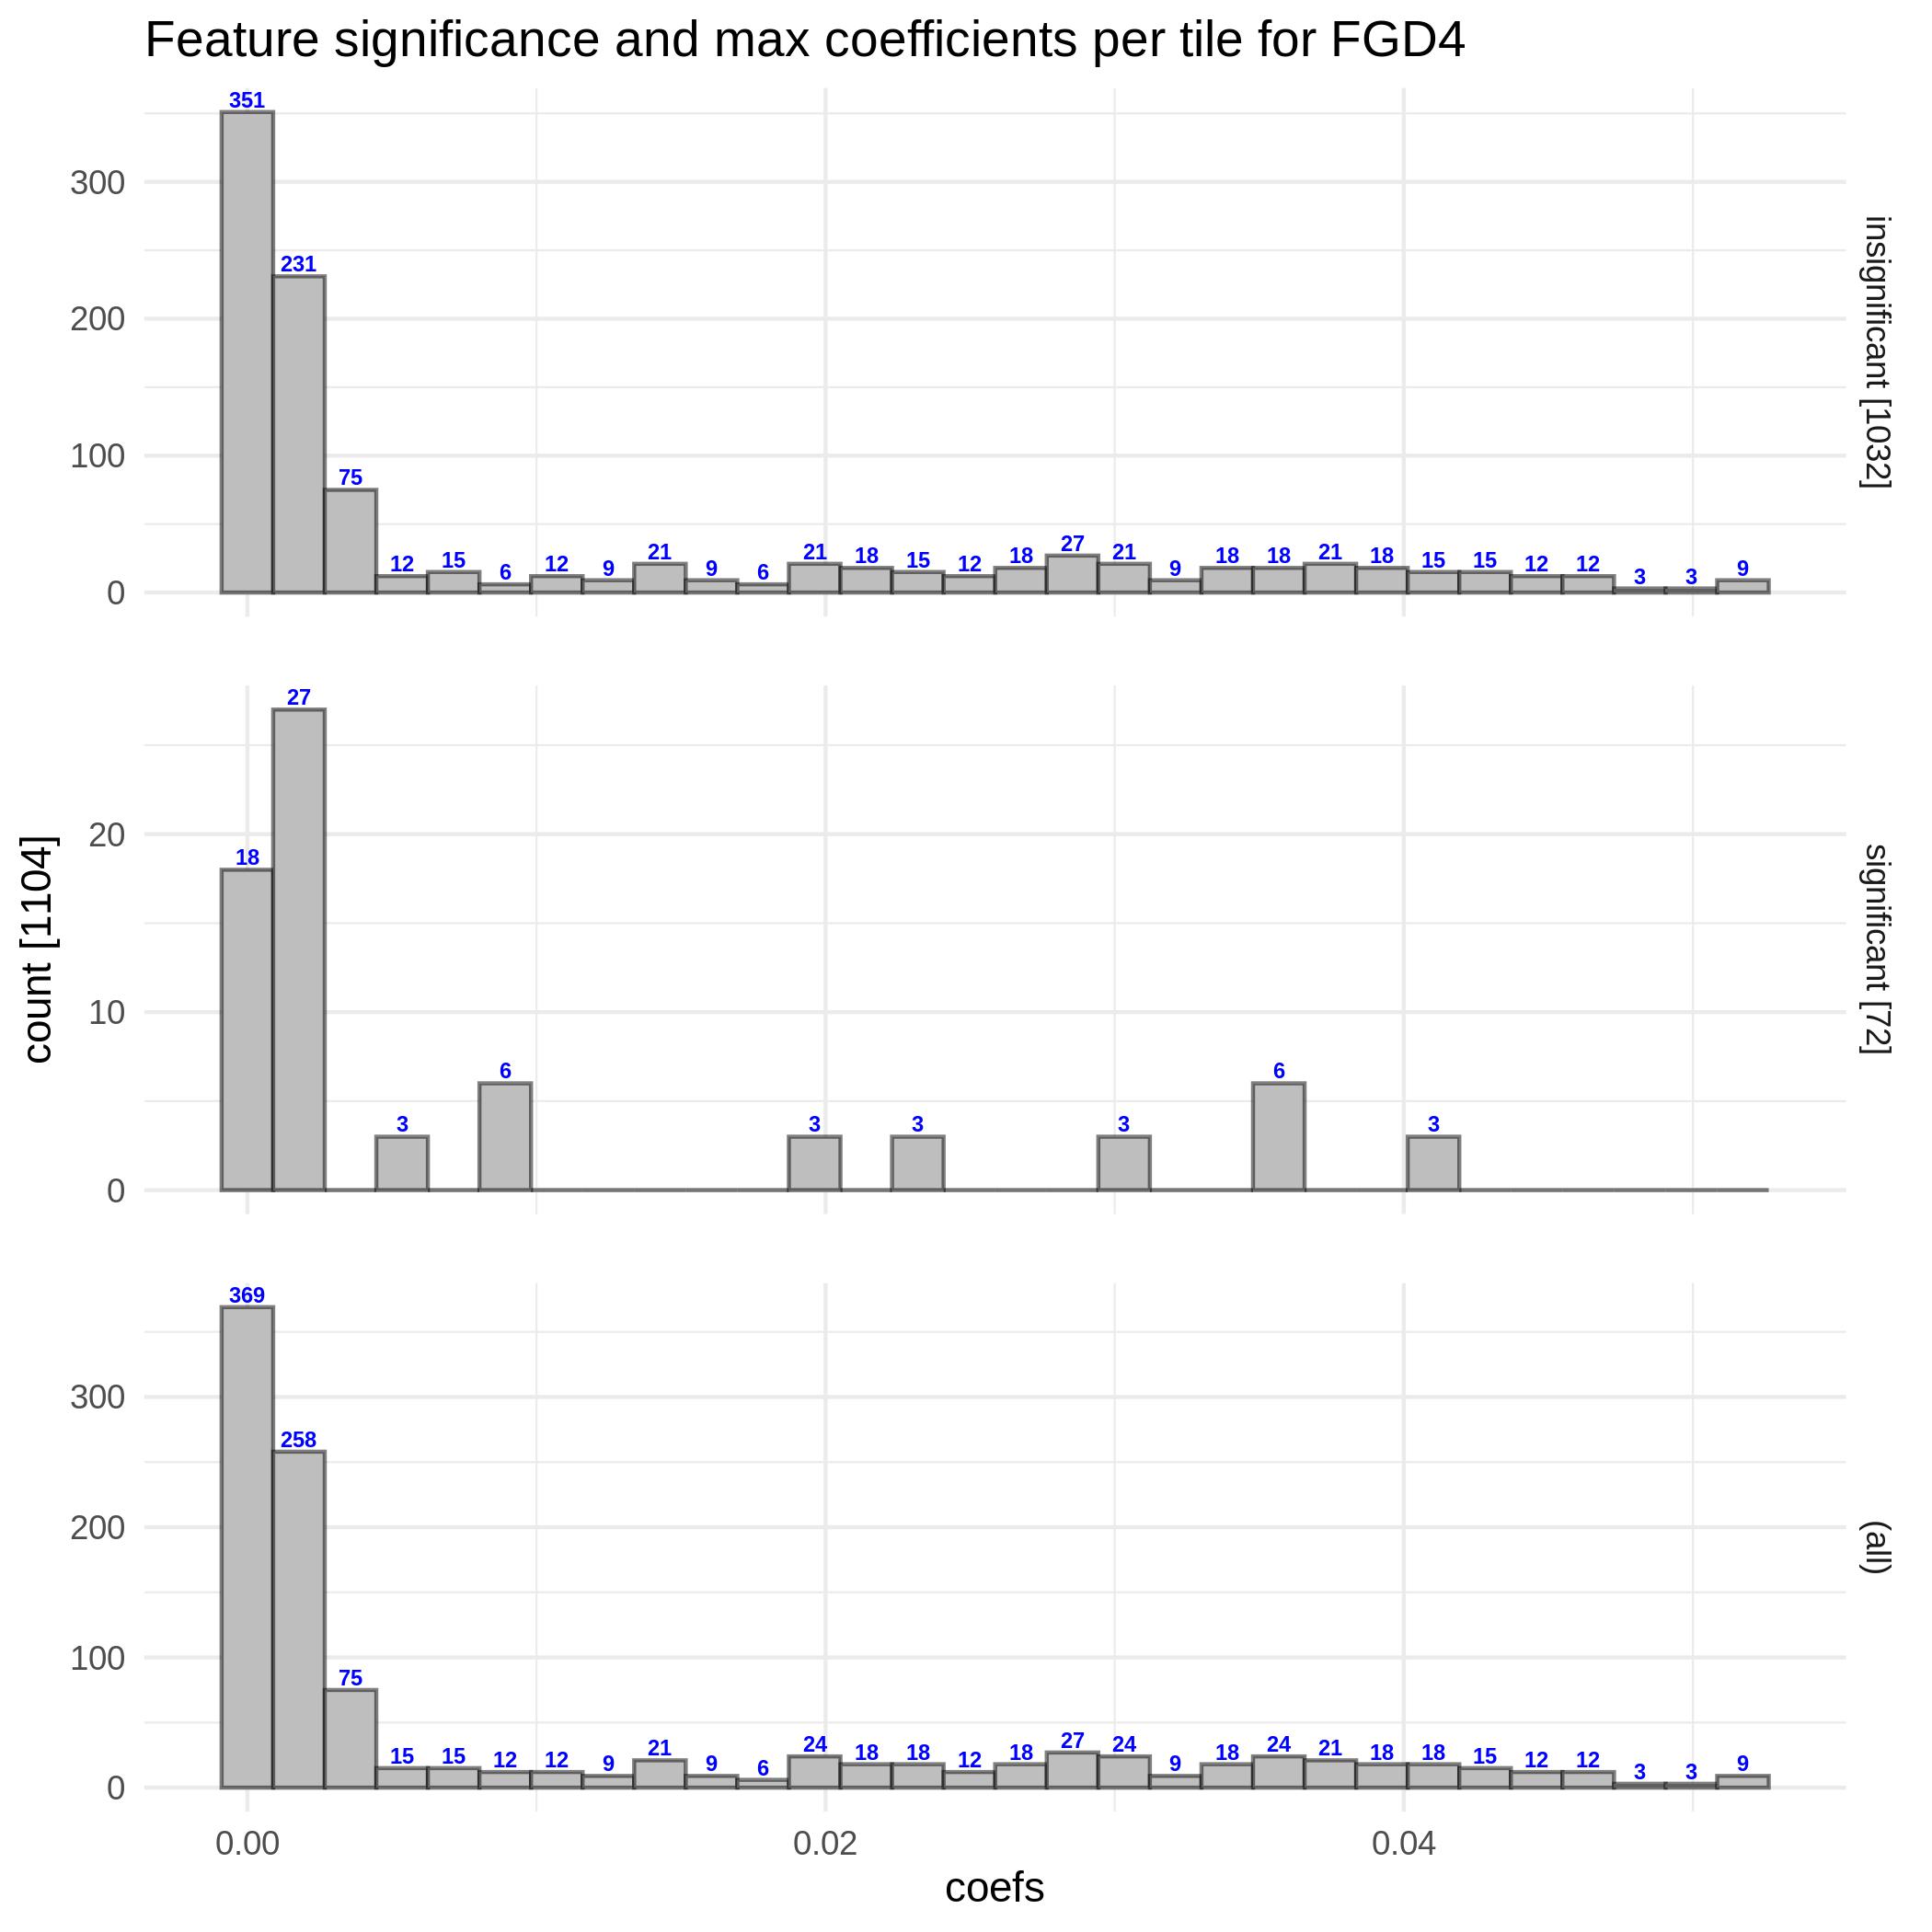 Feature significance and max coefficients per tile for FGD4
351
231
75
12 15 6 12 9 21 9 6 21 18 15 12 18 27 21 9 18 18 21 18 15 15 12 12 3 3 9
300
200
100
0
insignificant [1032]
27
18
3 6 3 3 3 6 3
20
10
0
significant [72]
count [1104]
369
258
75
15 15 12 12 9 21 9 6 24 18 18 12 18 27 24 9 18 24 21 18 18 15 12 12 3 3 9
300
200
100
0
(all)
0.00 0.02 0.04
coefs